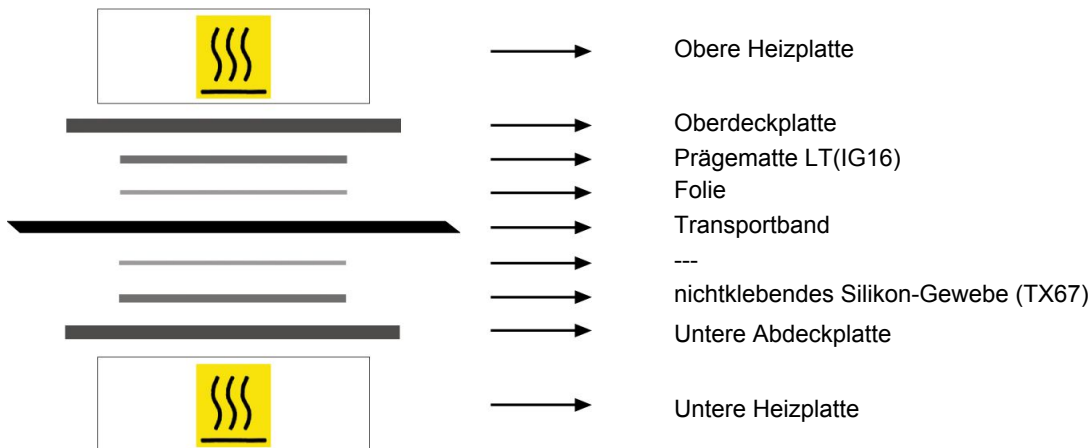 Obere Heizplatte
Oberdeckplatte
Prägematte LT(IG16)
Folie
Transportband
---
nichtklebendes Silikon-Gewebe (TX67)
Untere Abdeckplatte
Untere Heizplatte